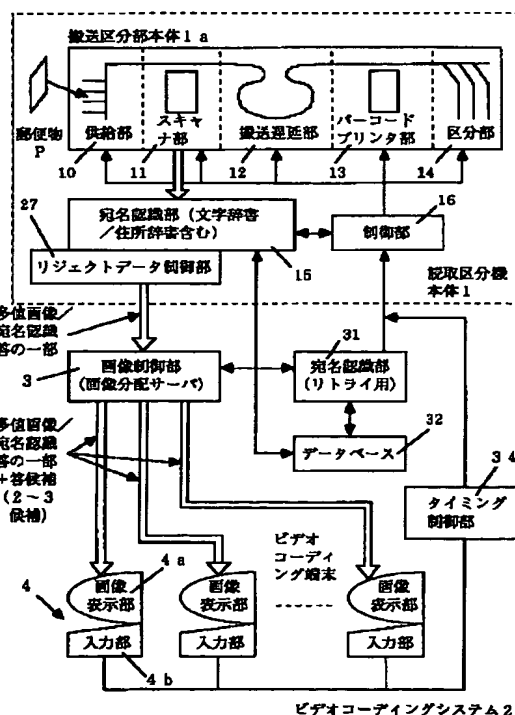 搬送区分部本体1a
郵便物
P
供給部
スキャ
ナ部
搬送遅延部
バーコード
プリンタ部
区分部
10
11
12
13
14
27
宛名認識部(文字辞書
/住所辞書含む)
制御部
16
リジェクトデータ制御部
15
読取区分機
本体1
多値画像/
宛名認識
答の一部
3
画像制御部
(画像分配サーバ)
31
宛名認識部
(リトライ用)
データベース
32
多値画像/
宛名認識
答の一部
+答候補
(2~3
候補)
34
タイミング
制御部
ビデオ
コーディ
ング端末
4
4a
画像
表示部
画像
表示部
画像
表示部
入力部
入力部
入力部
4b
ビデオコーディングシステム2